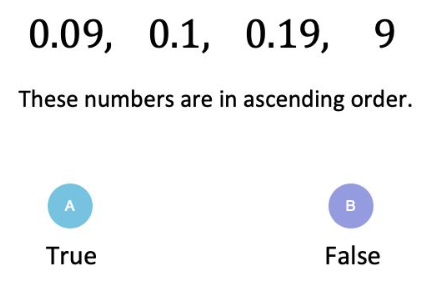 0.09, 0.1, 0.19, 9
These numbers are in ascending order.
A B
True False